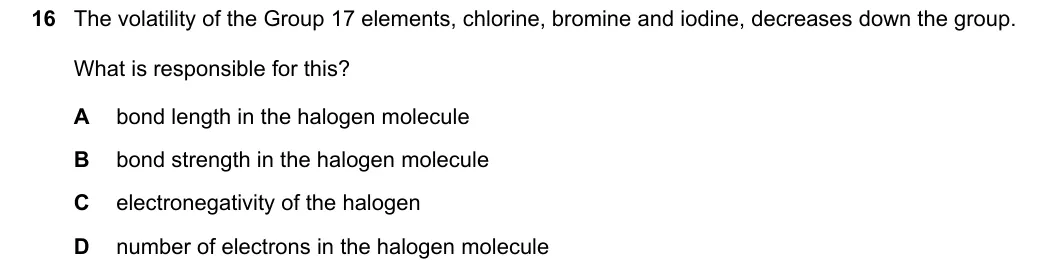 16 The volatility of the Group 17 elements, chlorine, bromine and iodine, decreases down the group.
What is responsible for this?
A bond length in the halogen molecule
B bond strength in the halogen molecule
C electronegativity of the halogen
D number of electrons in the halogen molecule